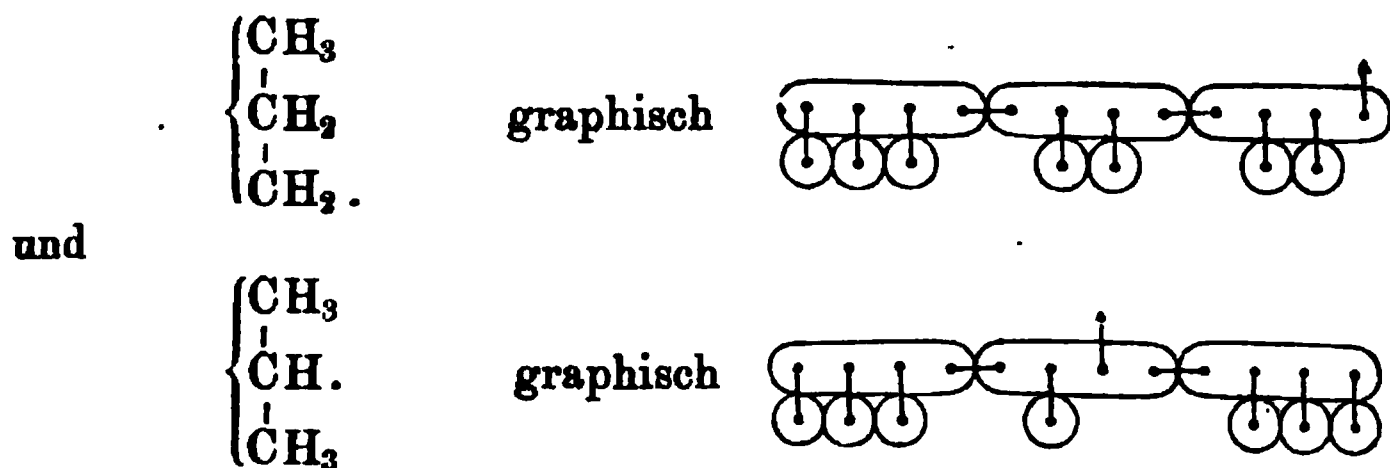 CH₃
CH₂ graphisch
CH₂.
und
CH₃
CH. graphisch
CH₃